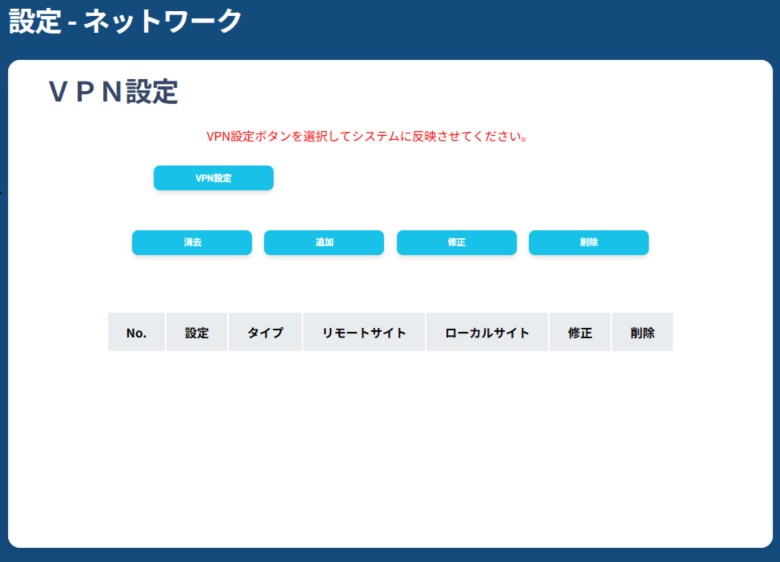 設定 - ネットワーク
ＶＰＮ設定
VPN設定ボタンを選択してシステムに反映させてください。
VPN設定
消去 追加 修正 削除
No. 設定 タイプ リモートサイト ローカルサイト 修正 削除